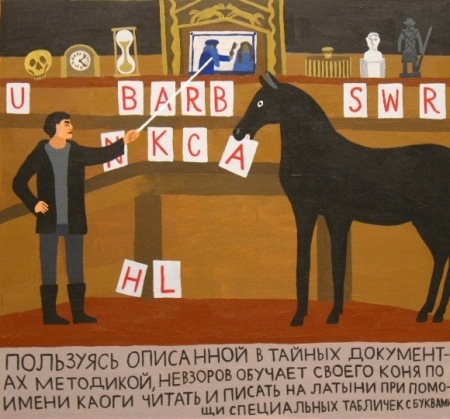 U BARB SWR
NKCA
HL
ПОЛЬЗУЯСЬ ОПИСАННОЙ В ТАЙНЫХ ДОКУМЕНТ-
АХ МЕТОДИКОЙ, НЕВЗОРОВ ОБУЧАЕТ СВОЕГО КОНЯ ПО
ИМЕНИ КАОГИ ЧИТАТЬ И ПИСАТЬ НА ЛАТЫНИ ПРИ ПОМО-
ЩИ СПЕЦИАЛЬНЫХ ТАБЛИЧЕК С БУКВАМИ